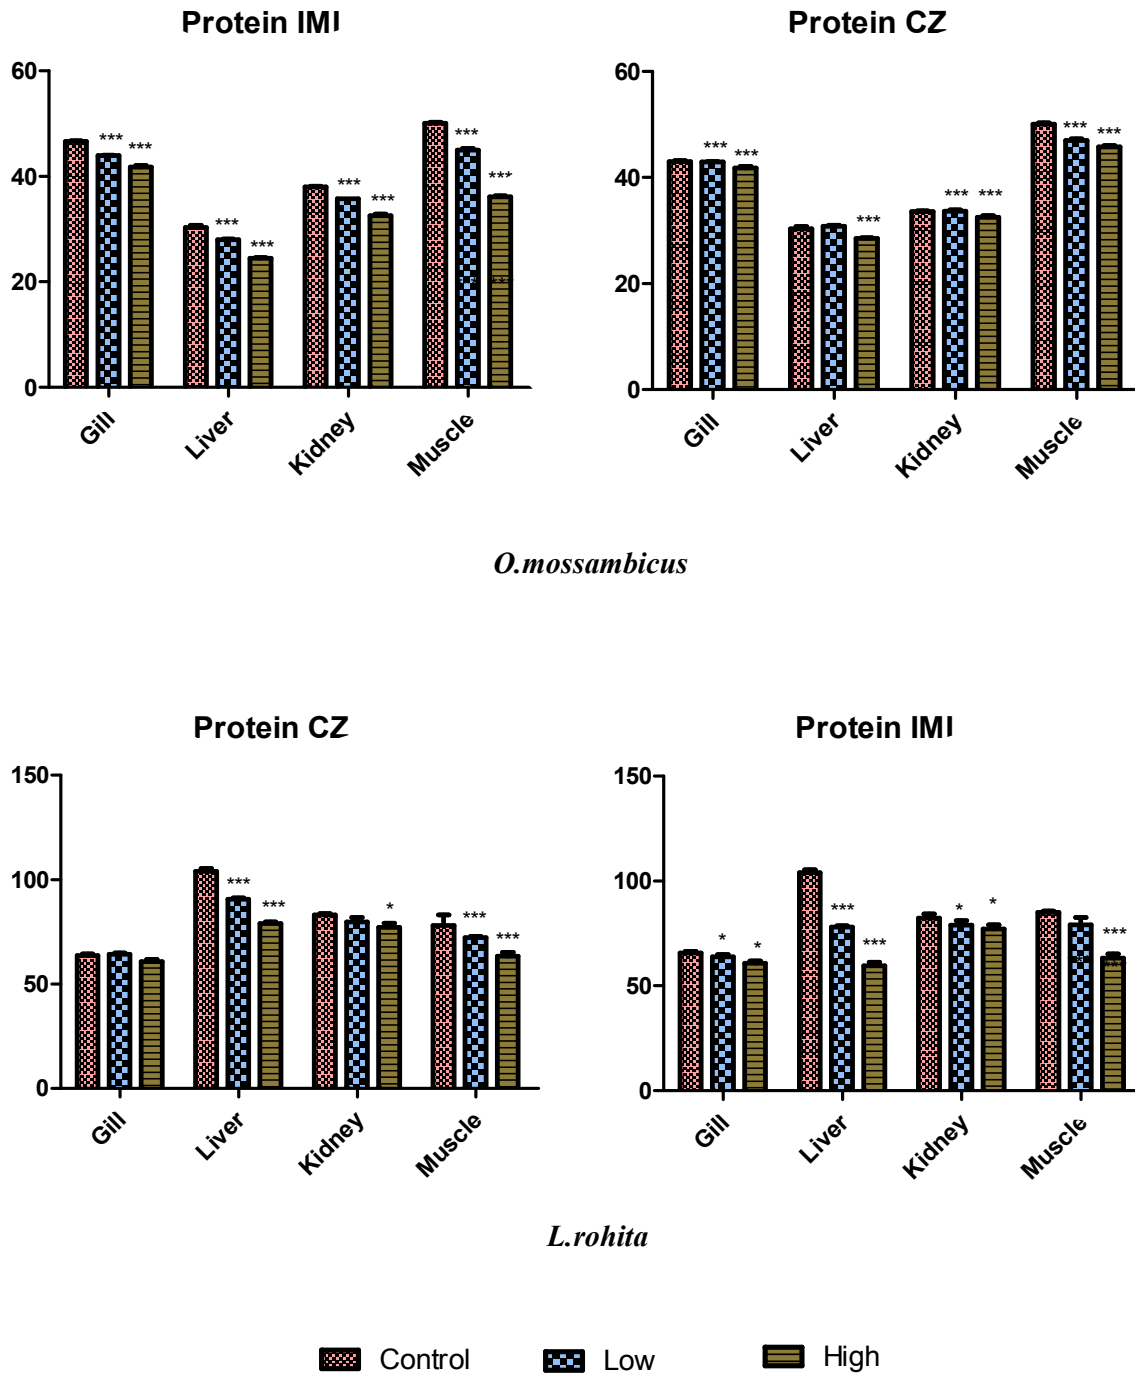 Protein IMI
Protein CZ
60
40
20
0
*** *** *** *** *** *** *** ***
*** ***
Gill Liver Kidney Muscle
60
40
20
0
*** *** *** *** *** *** ***
Gill Liver Kidney Muscle
O.mossambicus
Protein CZ
Protein IMI
150
100
50
0
*** *** * *** ***
Gill Liver Kidney Muscle
150
100
50
0
* * *** *** * * ***
Gill Liver Kidney Muscle
L.rohita
Control Low High